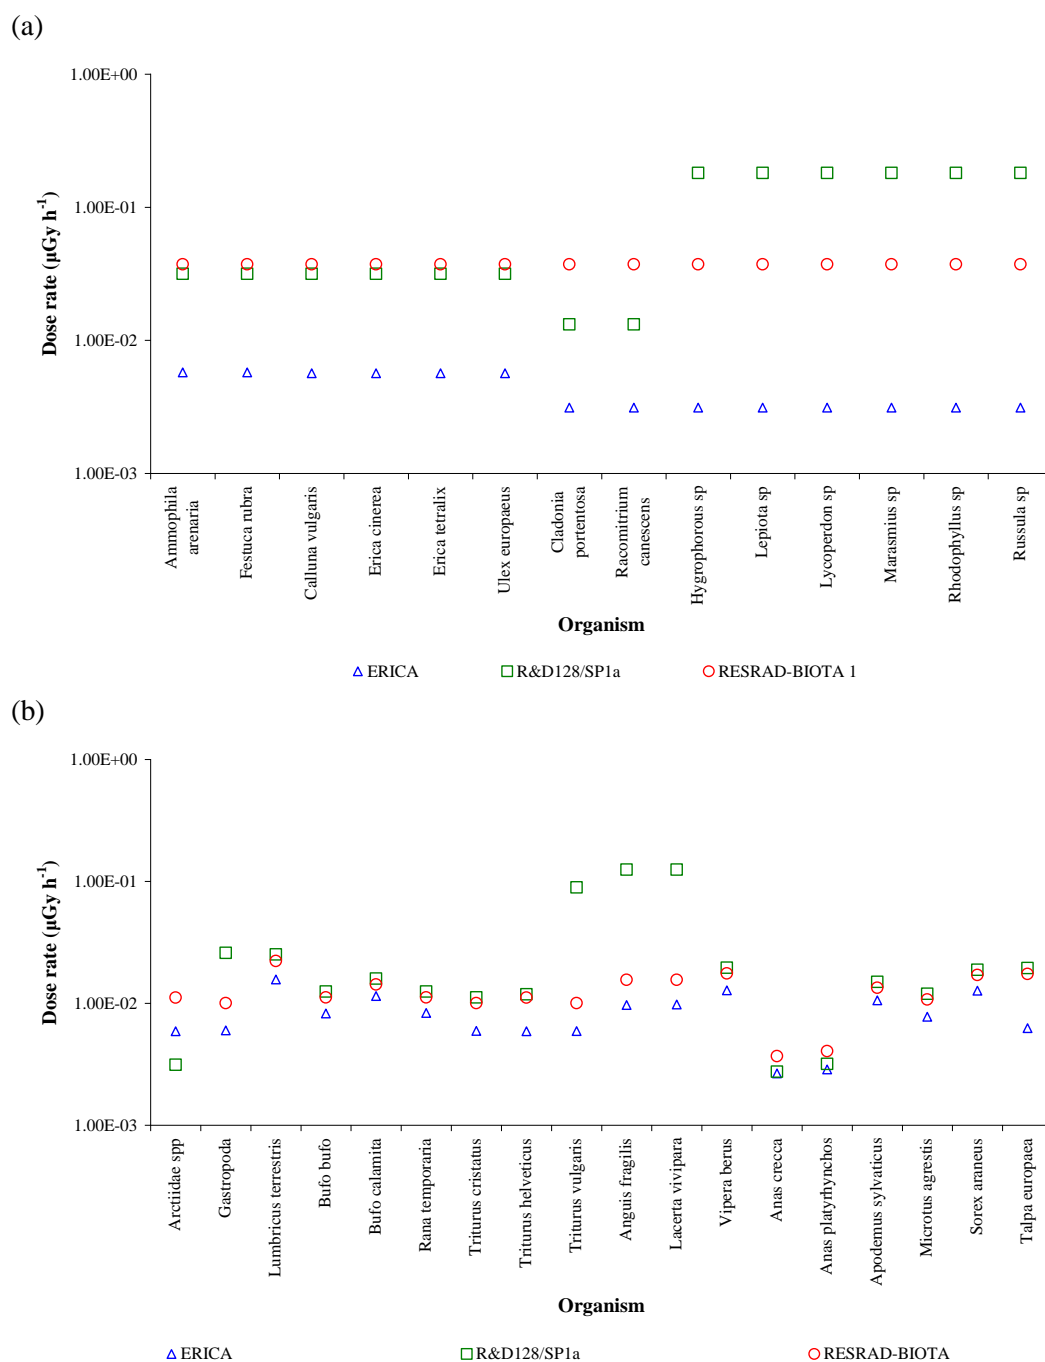 (a)
1.00E+00
1.00E-01
1.00E-02
1.00E-03
Dose rate (µGy h⁻¹)
Ammophila
arenaria
Festuca rubra
Calluna vulgaris
Erica cinerea
Erica tetralix
Ulex europaeus
Cladonia
portentosa
Racomitrium
canescens
Hygrophorous sp
Lepiota sp
Lycoperdon sp
Marasmius sp
Rhodophyllus sp
Russula sp
Organism
ERICA R&D128/SP1a RESRAD-BIOTA 1
(b)
1.00E+00
1.00E-01
1.00E-02
1.00E-03
Dose rate (µGy h⁻¹)
Arctiidae spp
Gastropoda
Lumbricus terrestris
Bufo bufo
Bufo calamita
Rana temporaria
Triturus cristatus
Triturus helveticus
Triturus vulgaris
Anguis fragilis
Lacerta vivipara
Vipera berus
Anas crecca
Anas platyrhynchos
Apodemus sylvaticus
Microtus agrestis
Sorex araneus
Talpa europaea
Organism
ERICA R&D128/SP1a RESRAD-BIOTA